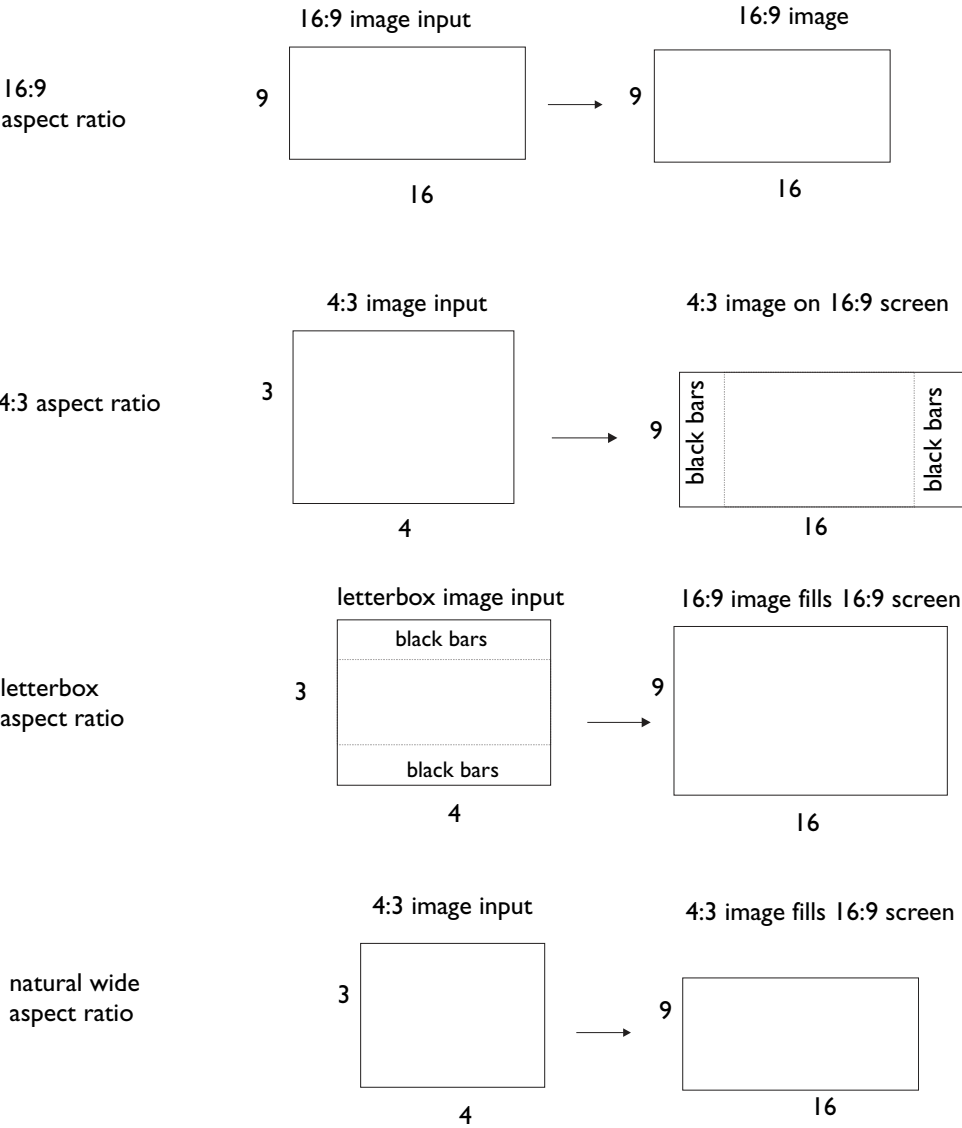 16:9 image input
16:9 image
16:9
aspect ratio
9
9
16
16
4:3 image input
4:3 image on 16:9 screen
4:3 aspect ratio
3
9
black bars
black bars
4
16
letterbox image input
16:9 image fills 16:9 screen
black bars
letterbox
aspect ratio
3
9
black bars
4
16
4:3 image input
4:3 image fills 16:9 screen
natural wide
aspect ratio
3
9
4
16